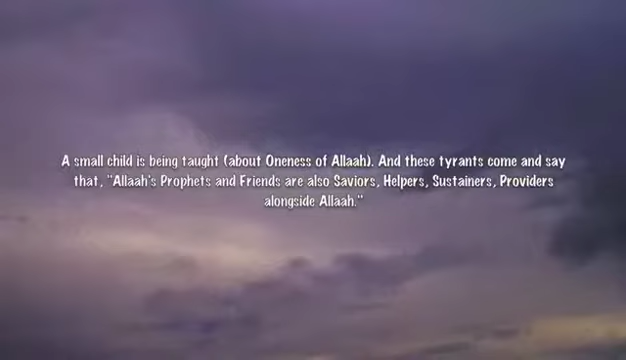 A small child is being taught (about Oneness of Allaah). And these tyrants come and say
that, "Allaah's Prophets and Friends are also Saviors, Helpers, Sustainers, Providers
alongside Allaah."